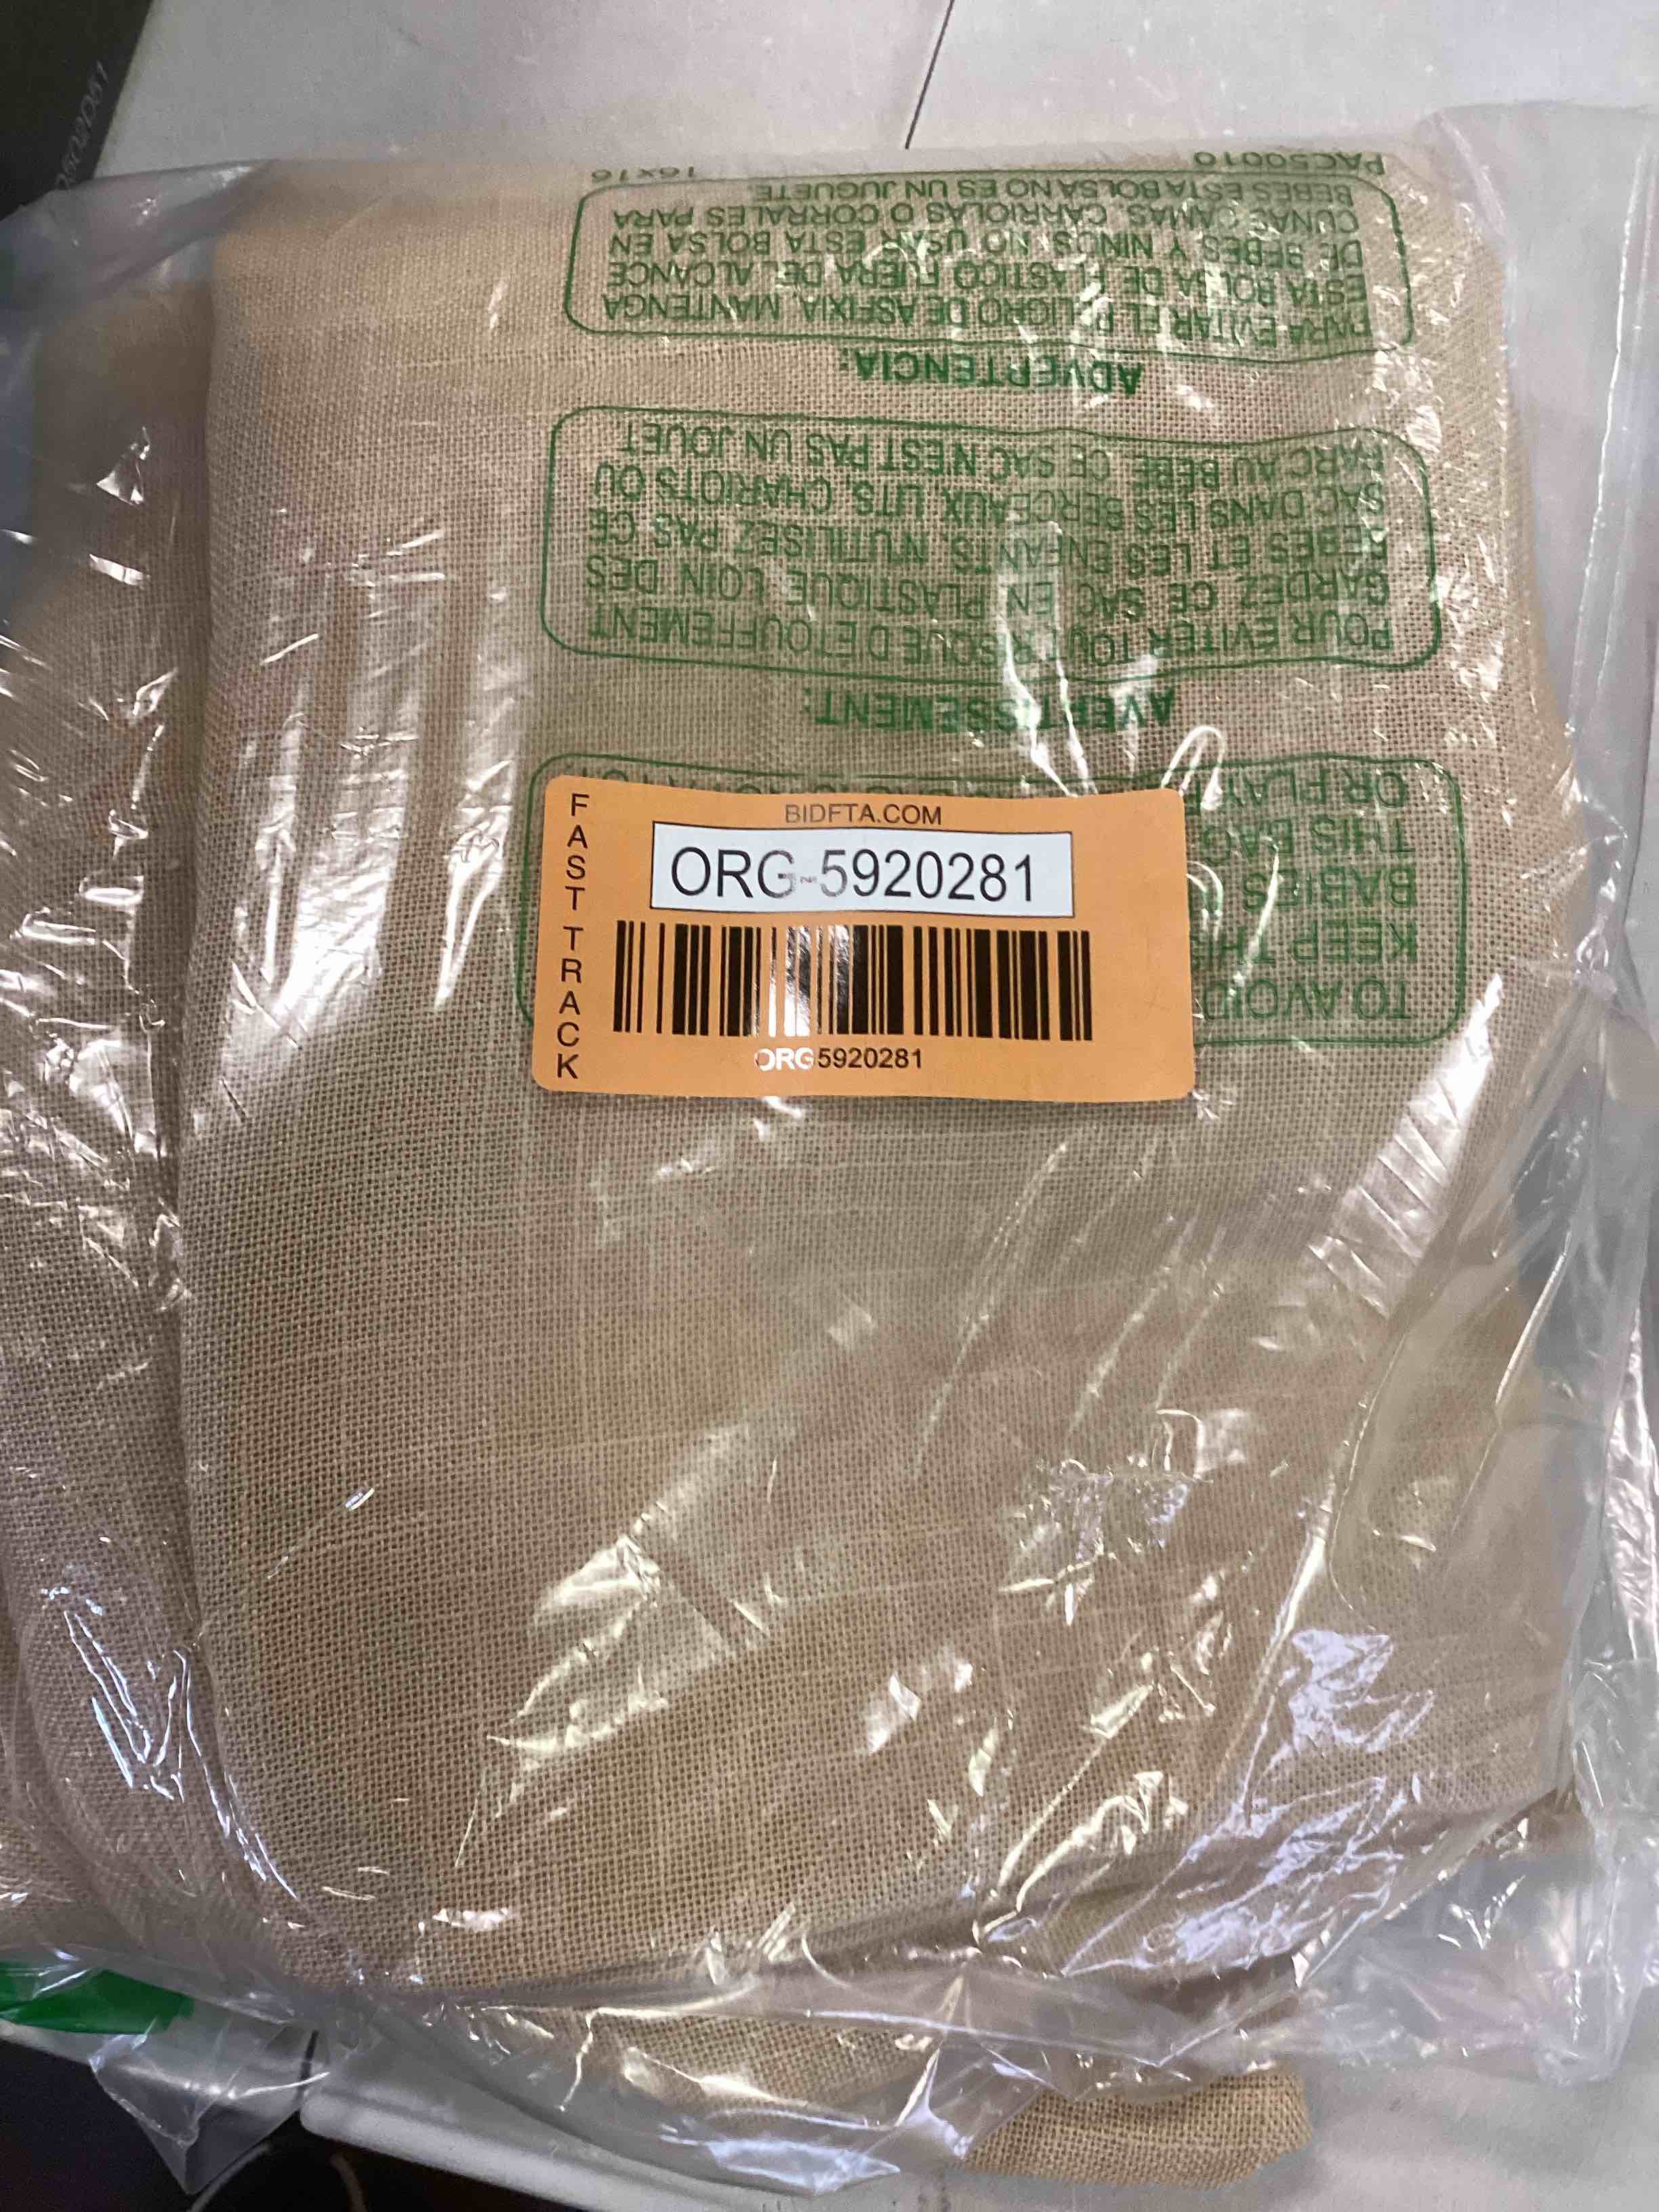 BIDFTA.COM
FAST TRACK
ORG-5920281
ORG5920281
TO AVOID
KEEP
BABIES
THIS BAG
OR PLAY
AVERTISSEMENT:
POUR EVITER TOUT RISQUE D'ETOUFFEMENT
GARDEZ CE SAC EN PLASTIQUE LOIN DES
BEBES ET LES ENFANTS. N'UTILISEZ PAS CE
SAC DANS LES BERCEAUX, LITS, CHARIOTS OU
PARC AU BEBE. CE SAC N'EST PAS UN JOUET
ADVERTENCIA:
PARA EVITAR EL PELIGRO DE ASFIXIA, MANTENGA
ESTA BOLSA DE PLASTICO FUERA DEL ALCANCE
DE BEBES Y NINOS. NO USAR ESTA BOLSA EN
CUNAS, CAMAS, CARRIOLAS O CORRALES PARA
BEBES ESTA BOLSA NO ES UN JUGUETE.
PAC50010
16x16